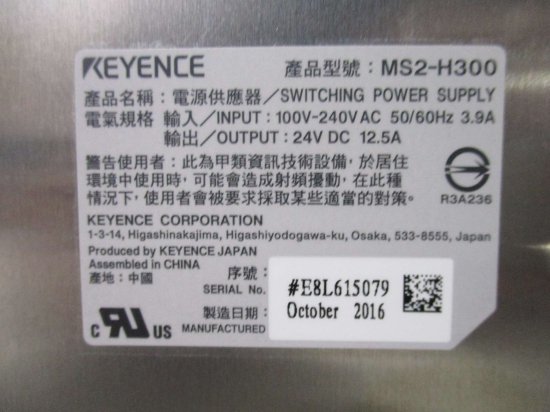 KEYENCE 產品型號：MS2-H300
產品名稱：電源供應器／SWITCHING POWER SUPPLY
電氣規格 輸入／INPUT：100V-240V AC 50/60Hz 3.9A
輸出／OUTPUT：24V DC 12.5A
警告使用者：此為甲類資訊技術設備，於居住
環境中使用時，可能會造成射頻擾動，在此種
情況下，使用者會被要求採取某些適當的對策。
R3A236
KEYENCE CORPORATION
1-3-14, Higashinakajima, Higashiyodogawa-ku, Osaka, 533-8555, Japan
Produced by KEYENCE JAPAN
Assembled in CHINA
產地：中國
序號：
SERIAL No.
#E8L615079
製造日期：
MANUFACTURED
October 2016
c RU US